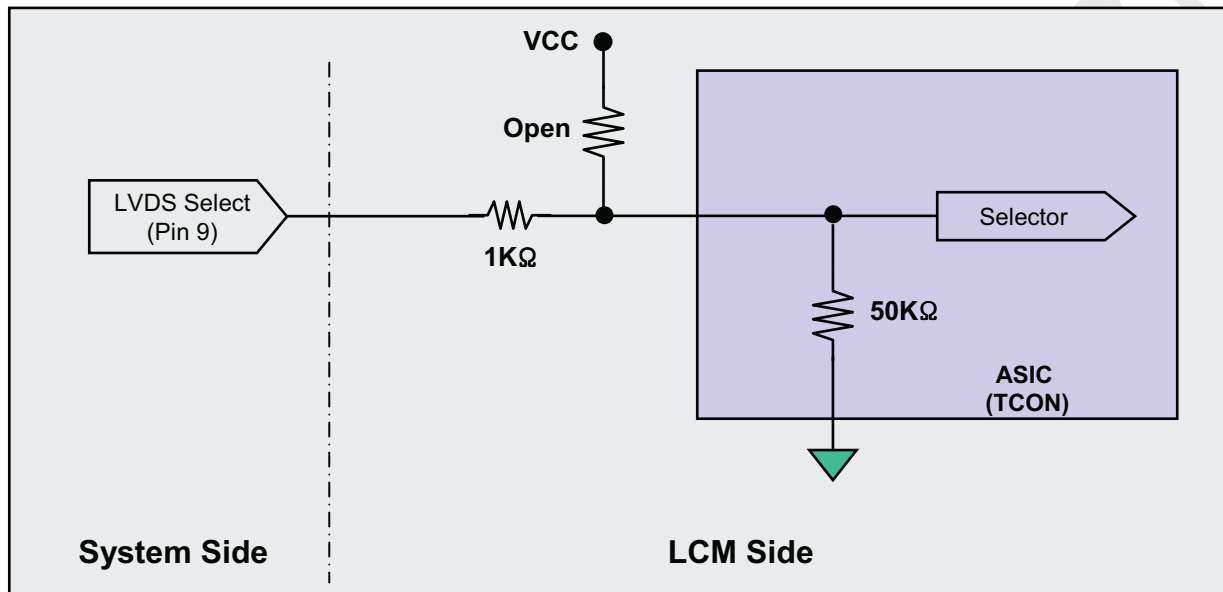 VCC
Open
LVDS Select
(Pin 9)
1KΩ
Selector
50KΩ
ASIC
(TCON)
System Side
LCM Side